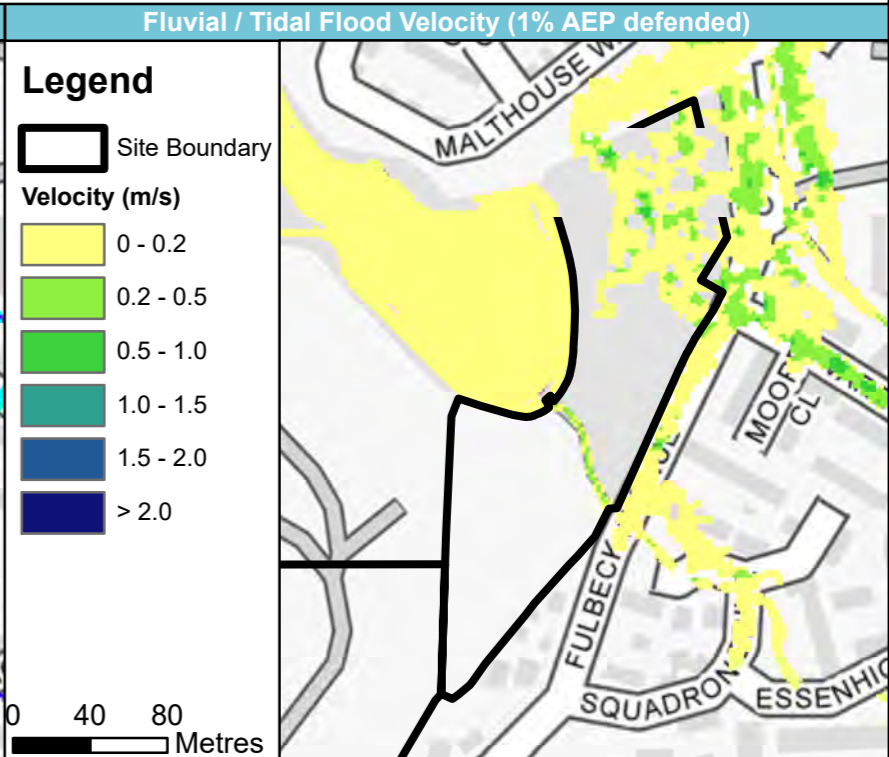 Fluvial / Tidal Flood Velocity (1% AEP defended)
Legend
Site Boundary
Velocity (m/s)
0 - 0.2
0.2 - 0.5
0.5 - 1.0
1.0 - 1.5
1.5 - 2.0
> 2.0
0 40 80
Metres
MALTHOUSE
MOOR
CL
FULBECK
SQUADRON
ESSENHIG